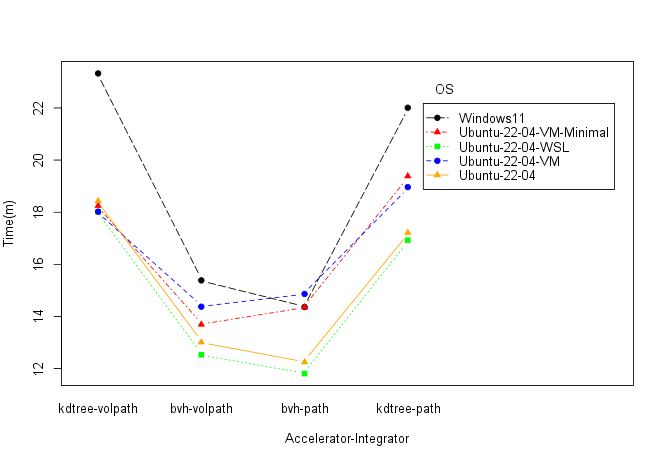 OS
Windows11
Ubuntu-22-04-VM-Minimal
Ubuntu-22-04-WSL
Ubuntu-22-04-VM
Ubuntu-22-04
Time(m)
22
20
18
16
14
12
kdtree-volpath bvh-volpath bvh-path kdtree-path
Accelerator-Integrator